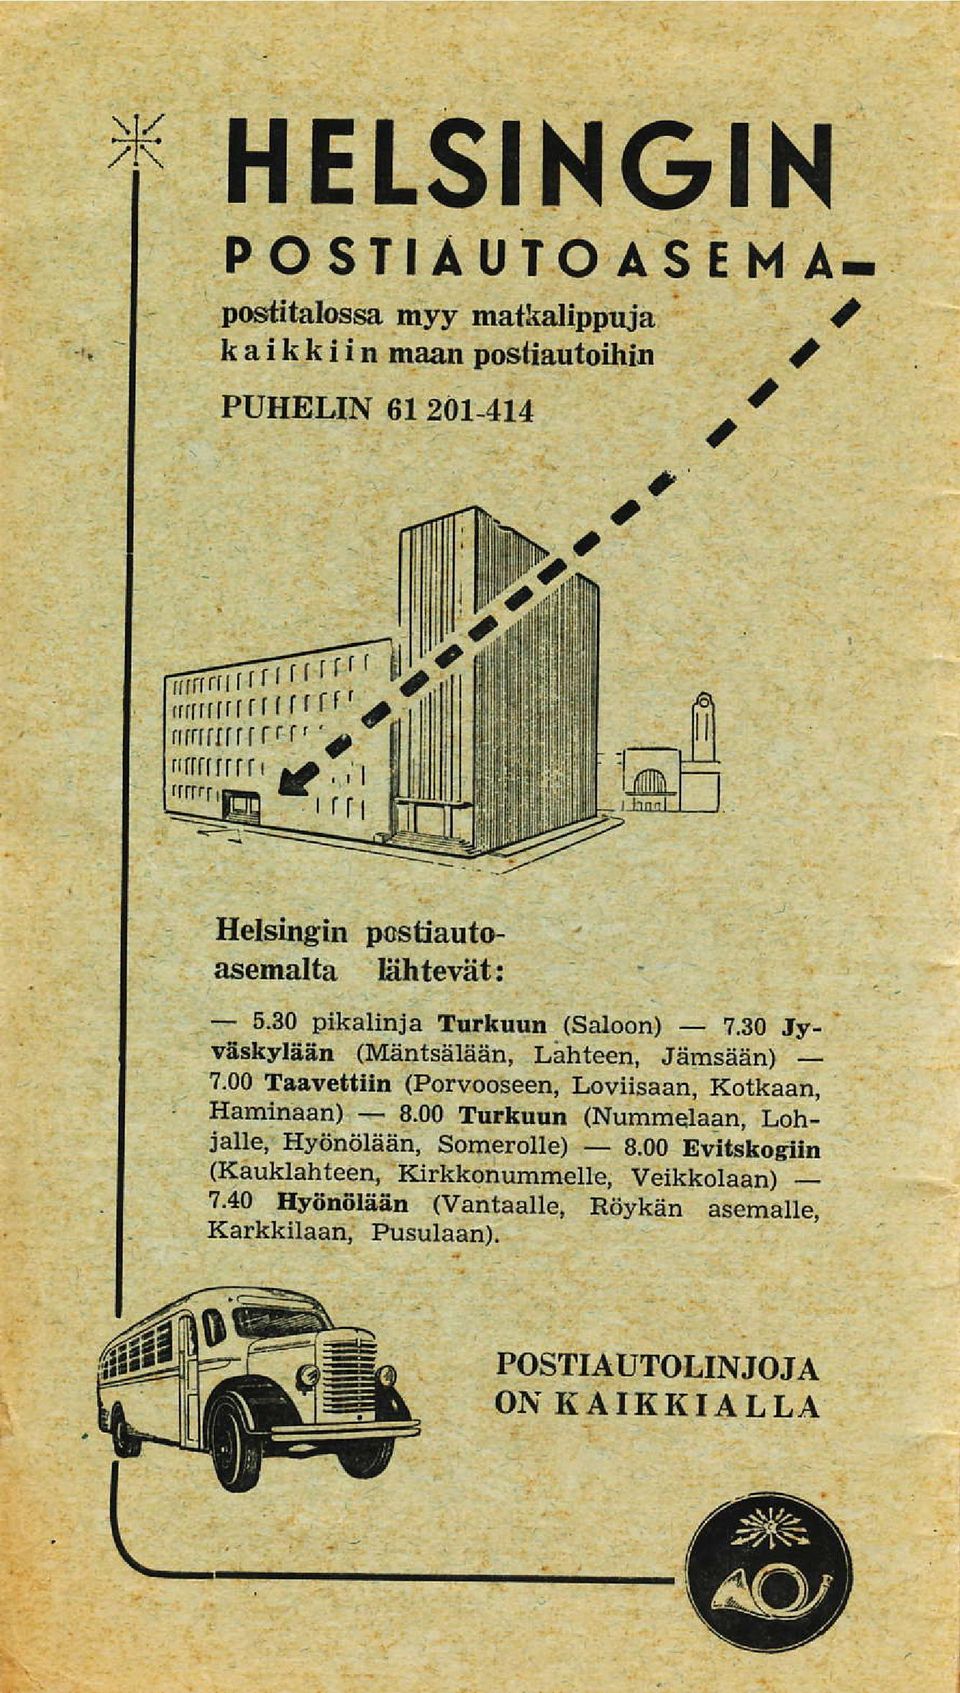 HELSINGIN
POSTIAUTOASEMA
postitalossa myy matkalippuja
kaikkiin maan postiautoihin
PUHELIN 61 201-414
Helsingin postiauto-
asemalta lähtevät:
— 5.30 pikalinja Turkuun (Saloon) — 7.30 Jy-
väskylään (Mäntsälään, Lahteen, Jämsään) —
7.00 Taavettiin (Porvooseen, Loviisaan, Kotkaan,
Haminaan) — 8.00 Turkuun (Nummelaan, Loh-
jalle, Hyönölään, Somerolle) — 8.00 Evitskogiin
(Kauklahteen, Kirkkonummelle, Veikkolaan) —
7.40 Hyönölään (Vantaalle, Röykän asemalle,
Karkkilaan, Pusulaan).
POSTIAUTOLINJOJA
ON KAIKKIALLA